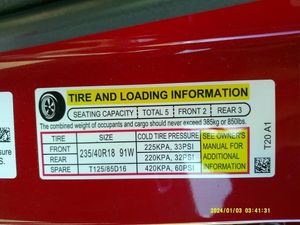 TIRE AND LOADING INFORMATION
SEATING CAPACITY TOTAL 5 FRONT 2 REAR 3
The combined weight of occupants and cargo should never exceed 385kg or 850lbs.
TIRE SIZE COLD TIRE PRESSURE SEE OWNER'S MANUAL FOR ADDITIONAL INFORMATION
FRONT 235/40R18 91W 225KPA, 33PSI
REAR 220KPA, 32PSI
SPARE T125/85D16 420KPA, 60PSI
T20 A1
2024/01/03 03:41:31